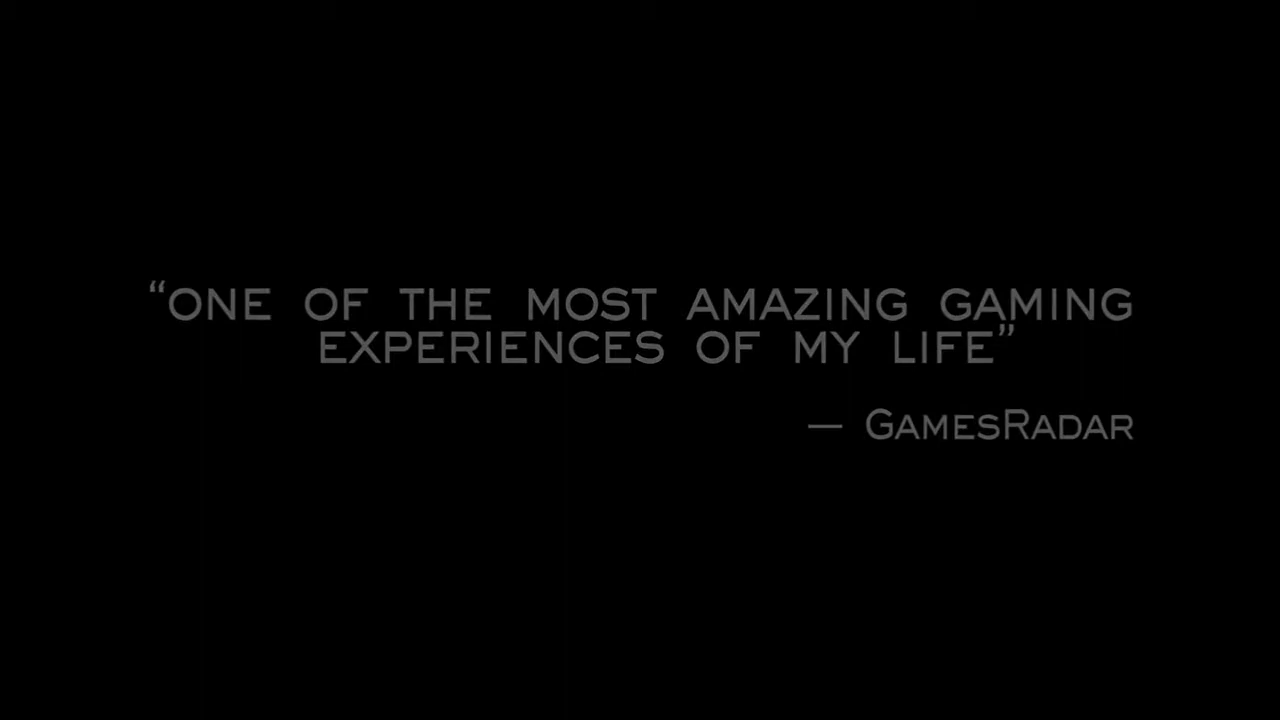 “ONE OF THE MOST AMAZING GAMING
EXPERIENCES OF MY LIFE”
— GAMESRADAR